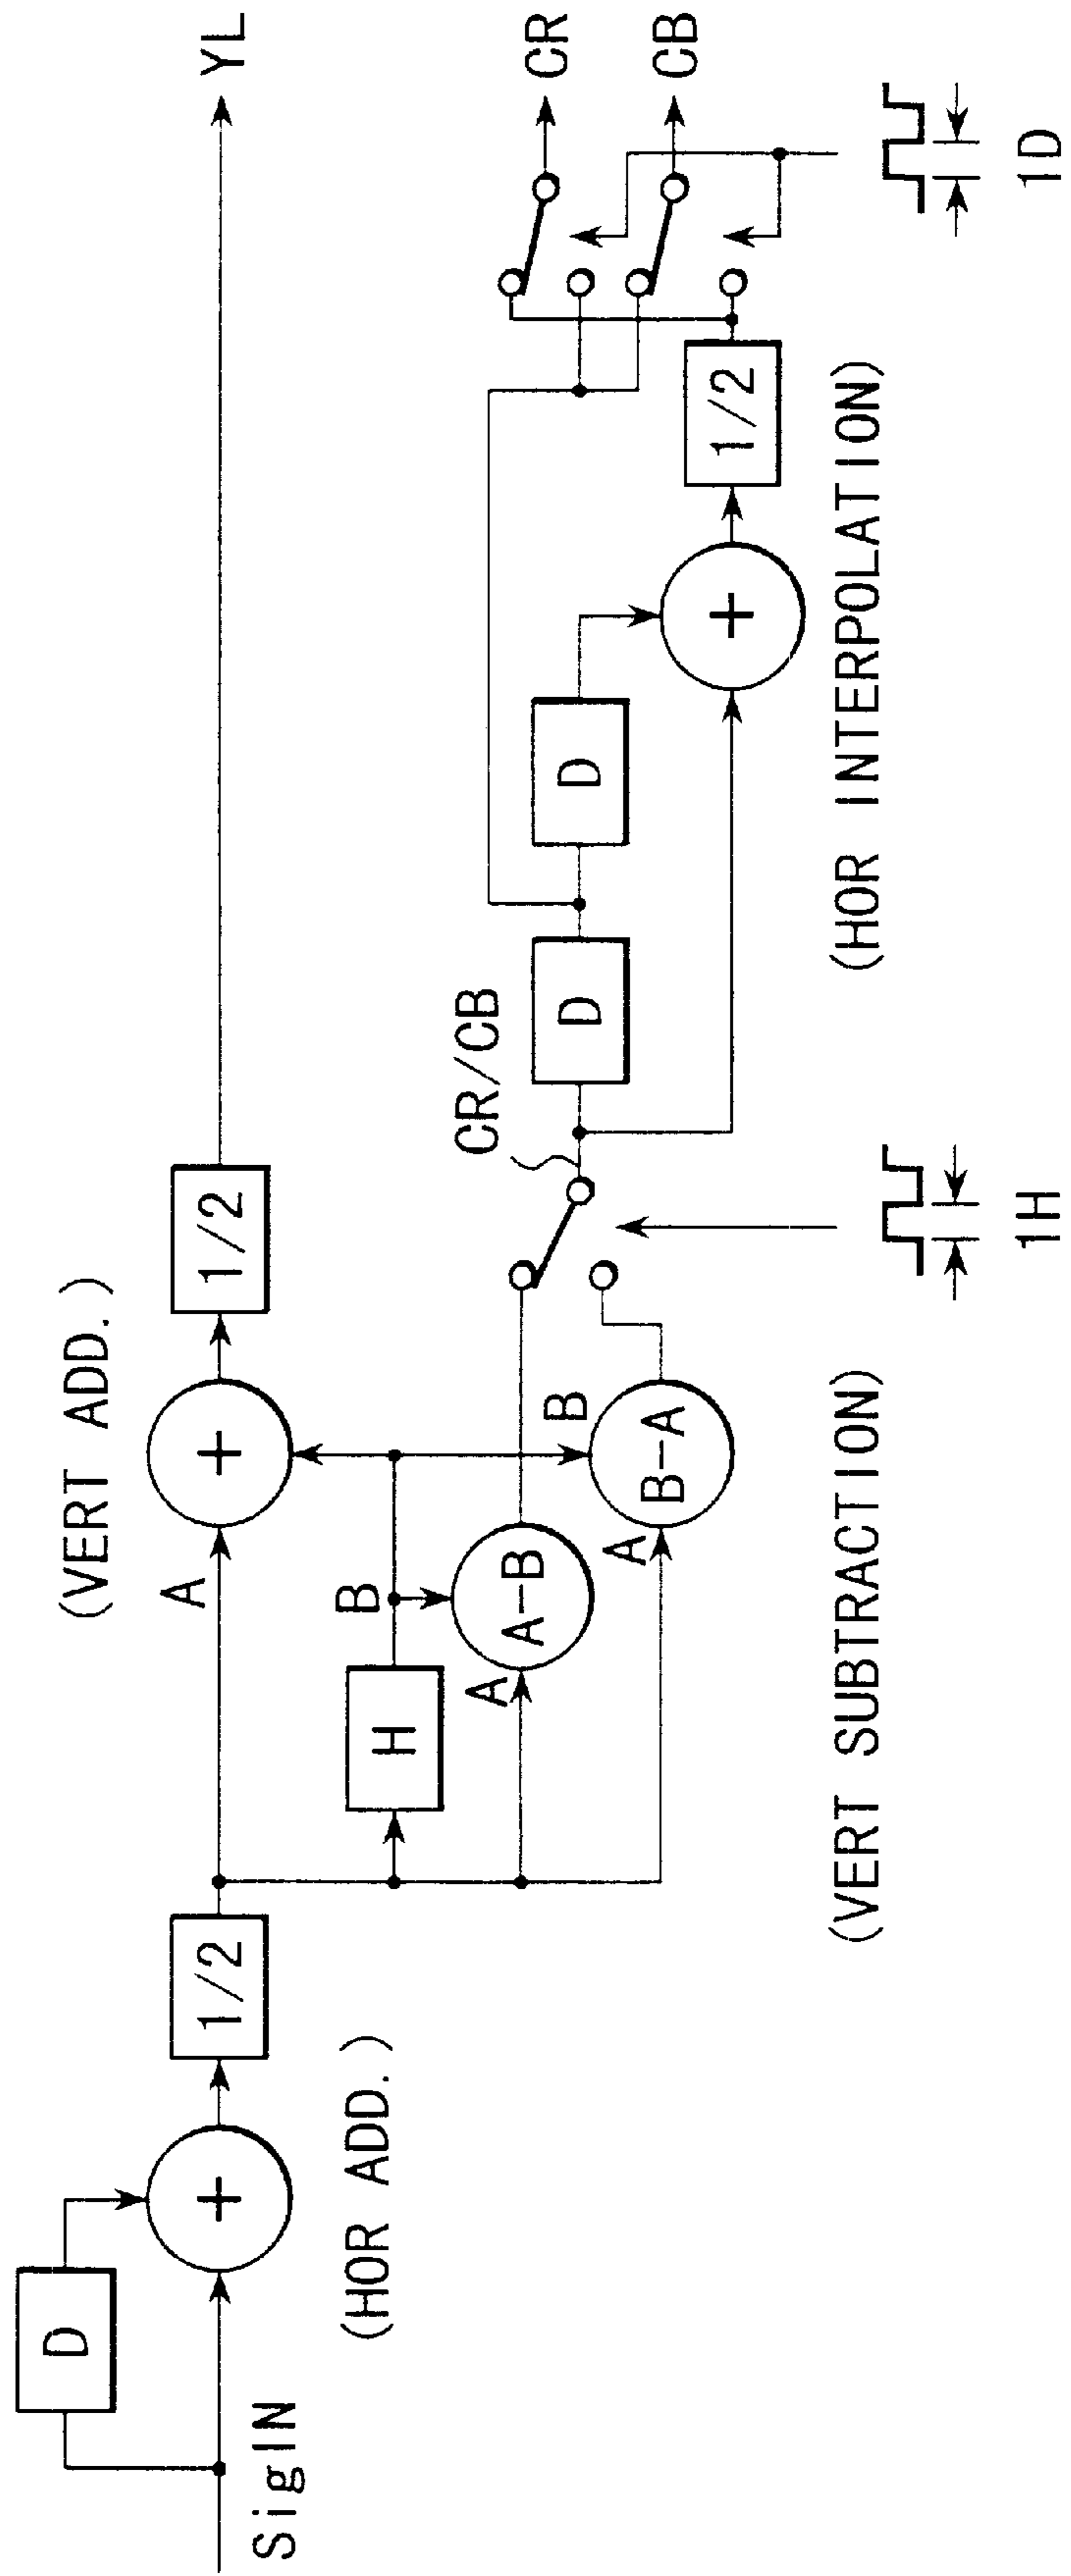 D
SigIN
+
(HOR ADD.)
1/2
A
(VERT ADD.)
+
1/2
YL
H
B
A
A-B
A
B
B-A
(VERT SUBTRACTION)
1H
CR/CB
D
D
+
1/2
(HOR INTERPOLATION)
CR
CB
1D